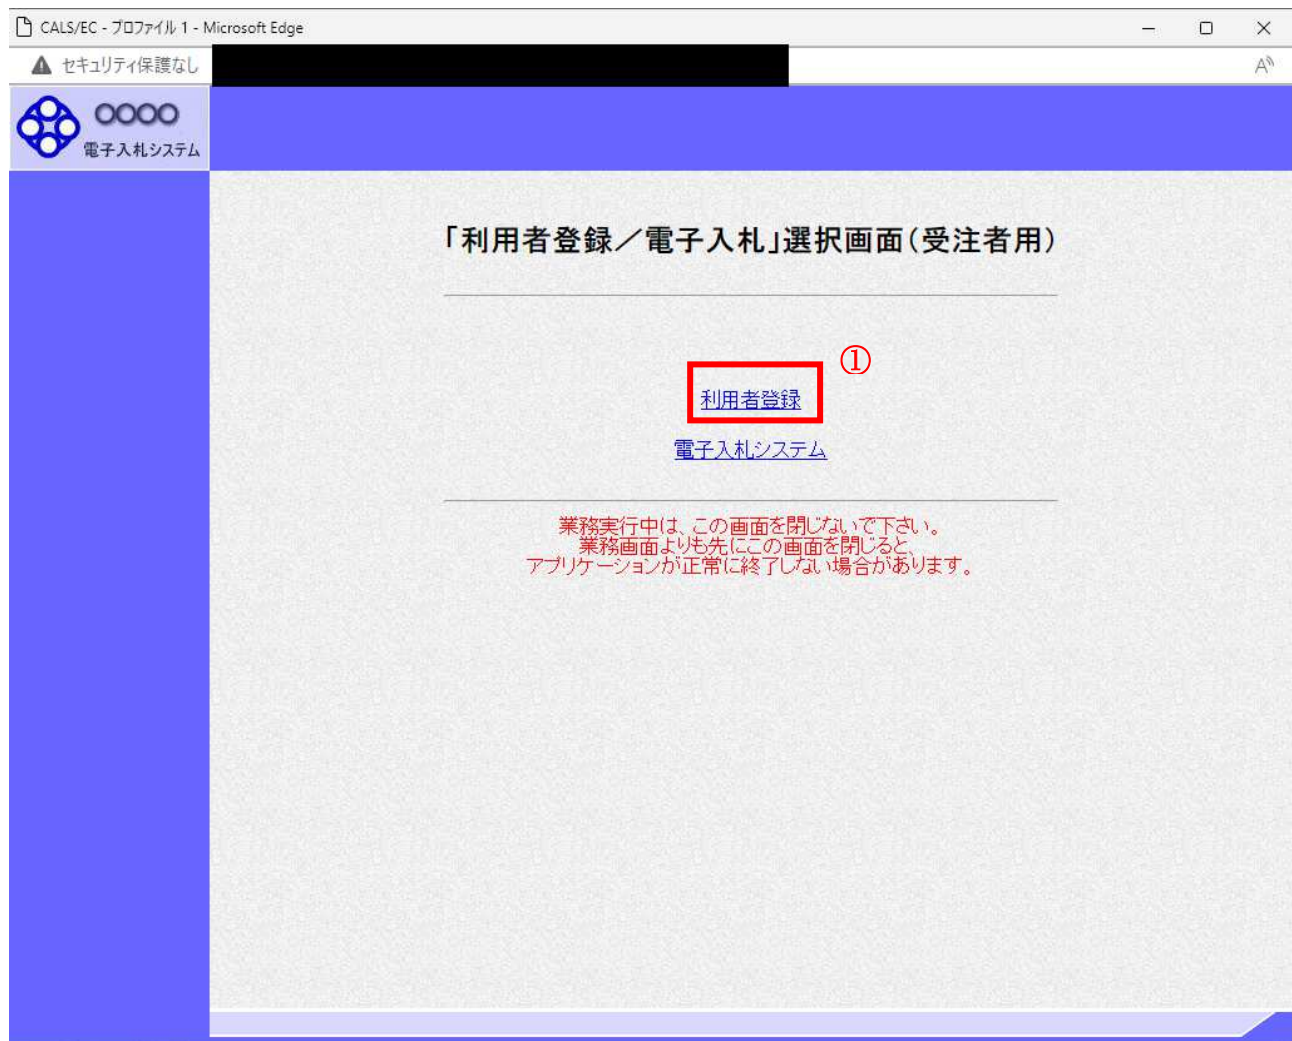 CALS/EC - プロファイル 1 - Microsoft Edge
セキュリティ保護なし
A
○○○○
電子入札システム
「利用者登録／電子入札」選択画面(受注者用)
①
利用者登録
電子入札システム
業務実行中は、この画面を閉じないで下さい。
業務画面よりも先にこの画面を閉じると、
アプリケーションが正常に終了しない場合があります。